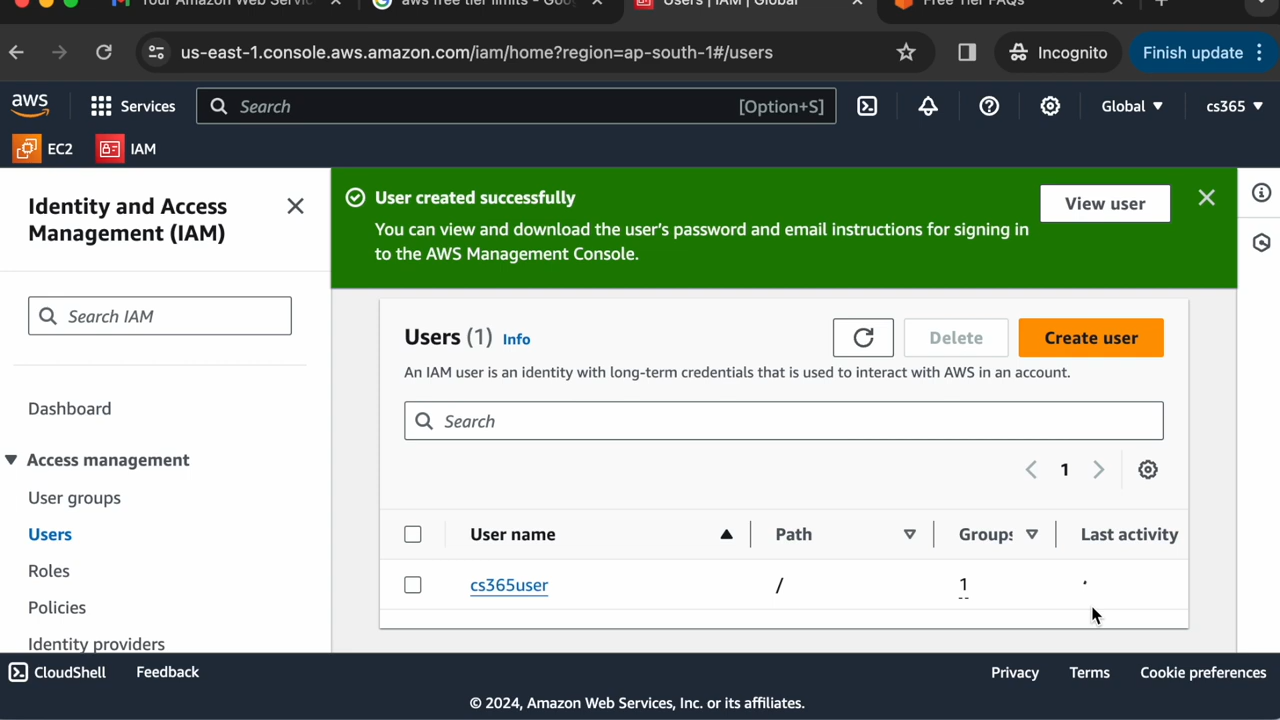 Your Amazon Web Servic
aws free tier limits - Goo
Users | IAM | Global
Free Tier FAQs
us-east-1.console.aws.amazon.com/iam/home?region=ap-south-1#/users
Incognito
Finish update
aws
Services
Search
[Option+S]
Global
cs365
EC2
IAM
Identity and Access
Management (IAM)
Search IAM
Dashboard
Access management
User groups
Users
Roles
Policies
Identity providers
User created successfully
You can view and download the user's password and email instructions for signing in
to the AWS Management Console.
View user
Users (1) Info
Delete
Create user
An IAM user is an identity with long-term credentials that is used to interact with AWS in an account.
Search
1
User name
Path
Groups
Last activity
cs365user
/
1
CloudShell
Feedback
Privacy
Terms
Cookie preferences
© 2024, Amazon Web Services, Inc. or its affiliates.